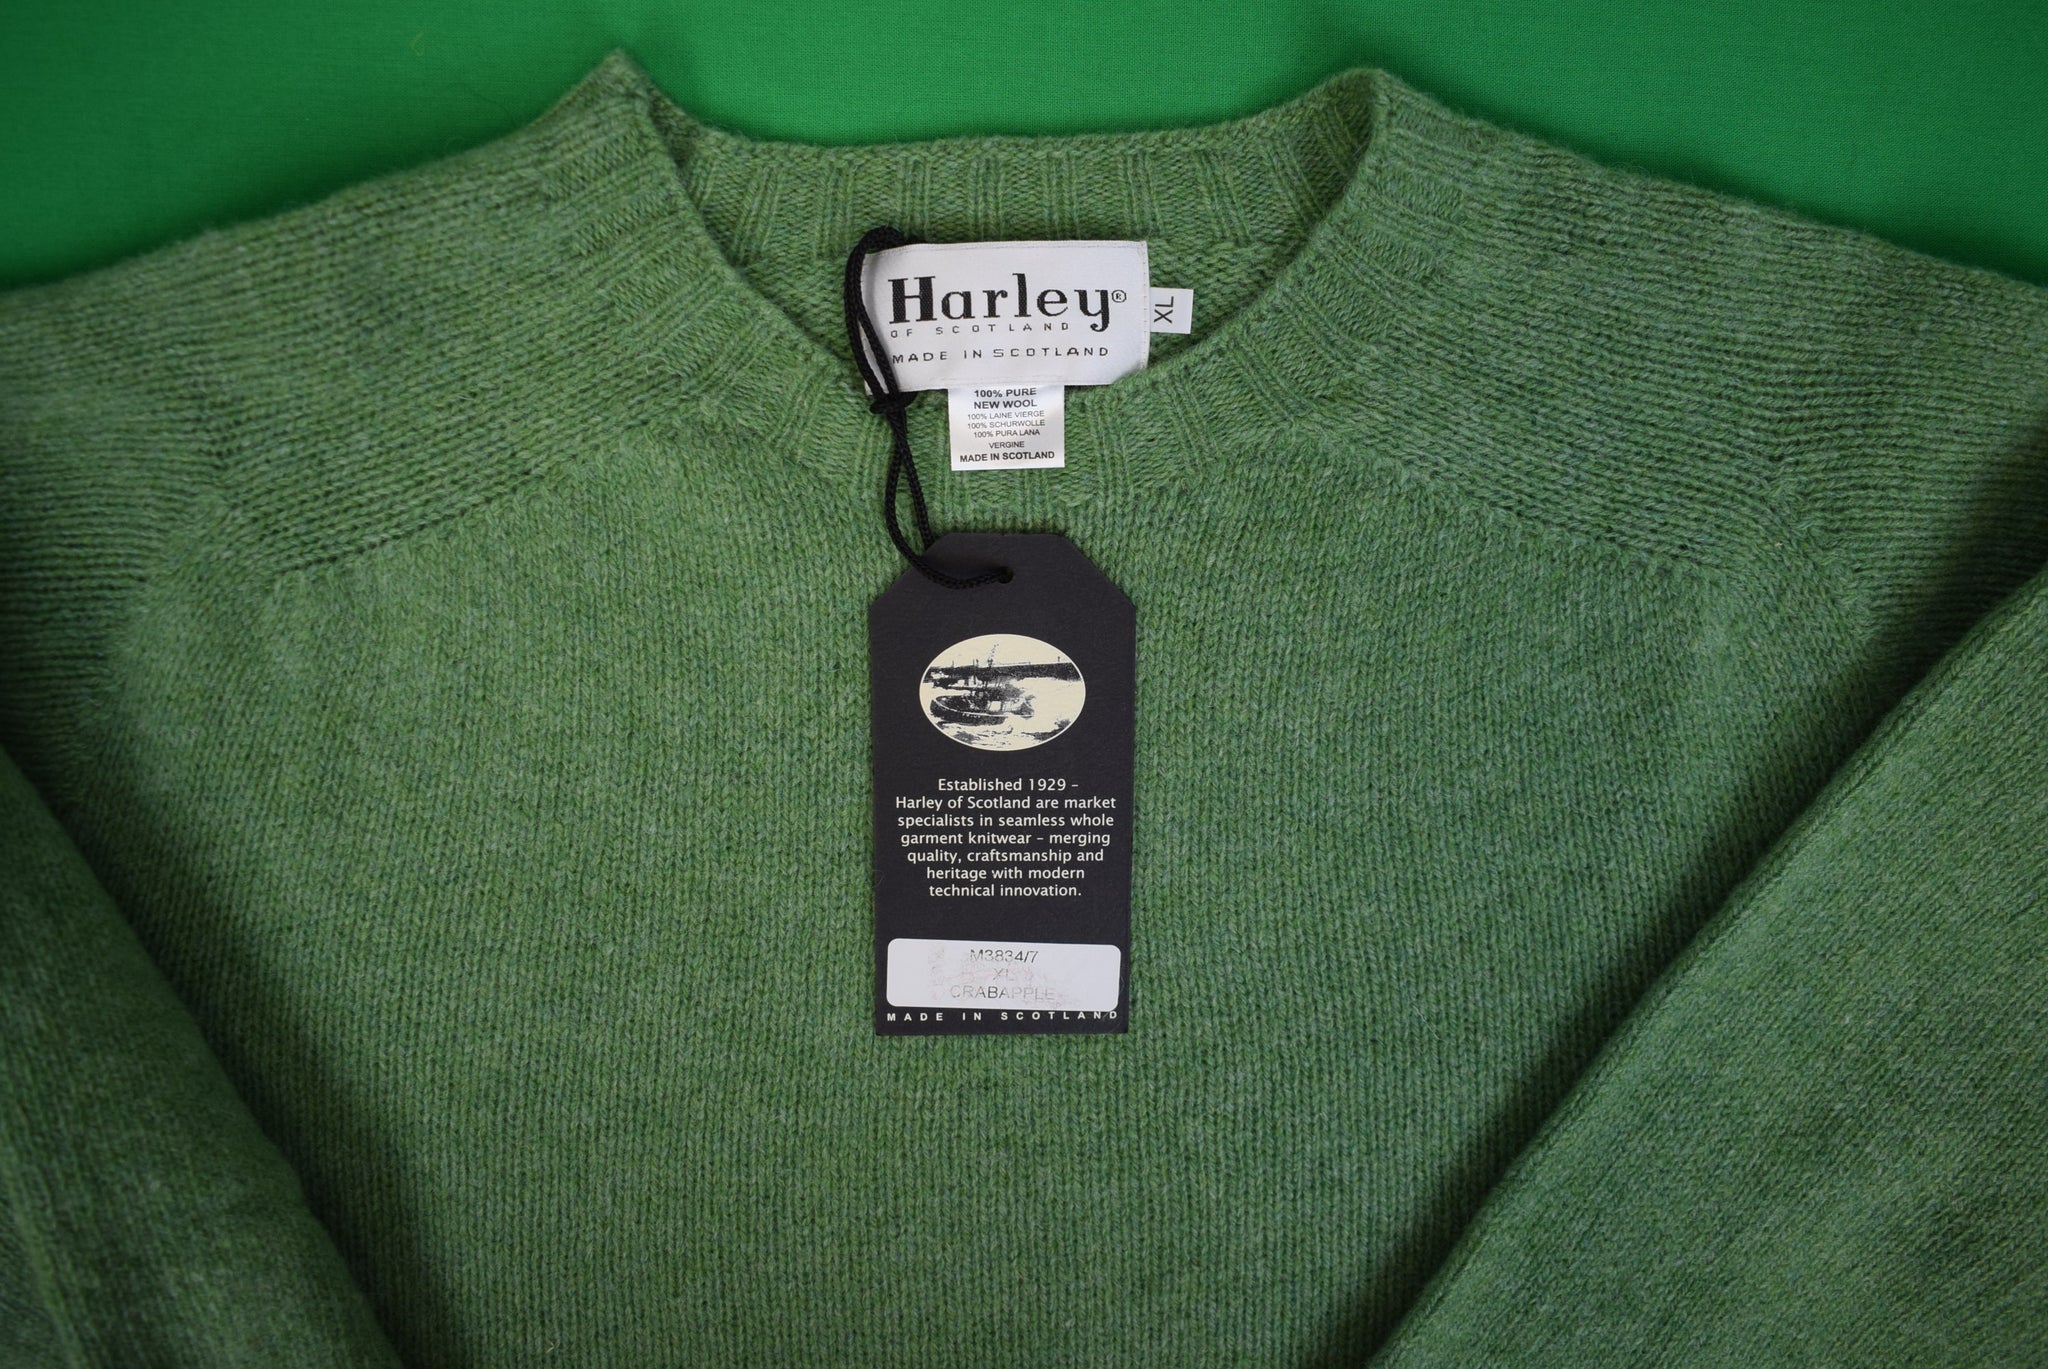 Harley®
OF SCOTLAND
MADE IN SCOTLAND
XL
100% PURE
NEW WOOL
100% LAINE VIERGE
100% SCHURWOLLE
100% PURA LANA
VERGINE
MADE IN SCOTLAND
Established 1929 –
Harley of Scotland are market
specialists in seamless whole
garment knitwear – merging
quality, craftsmanship and
heritage with modern
technical innovation.
M3834/7
XL
CRABAPPLE
MADE IN SCOTLAND